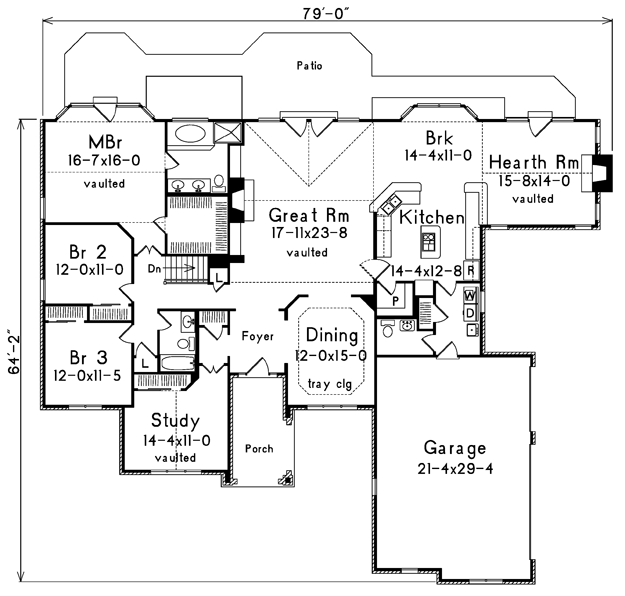 79'-0"
Patio
MBr
16-7x16-0
vaulted
Brk
14-4x11-0
Hearth Rm
15-8x14-0
vaulted
Great Rm
17-11x23-8
vaulted
Kitchen
14-4x12-8
R
Br 2
12-0x11-0
Dn
L
P
W
D
64'-2"
Foyer
Dining
12-0x15-0
tray clg
Br 3
12-0x11-5
L
Study
14-4x11-0
vaulted
Porch
Garage
21-4x29-4